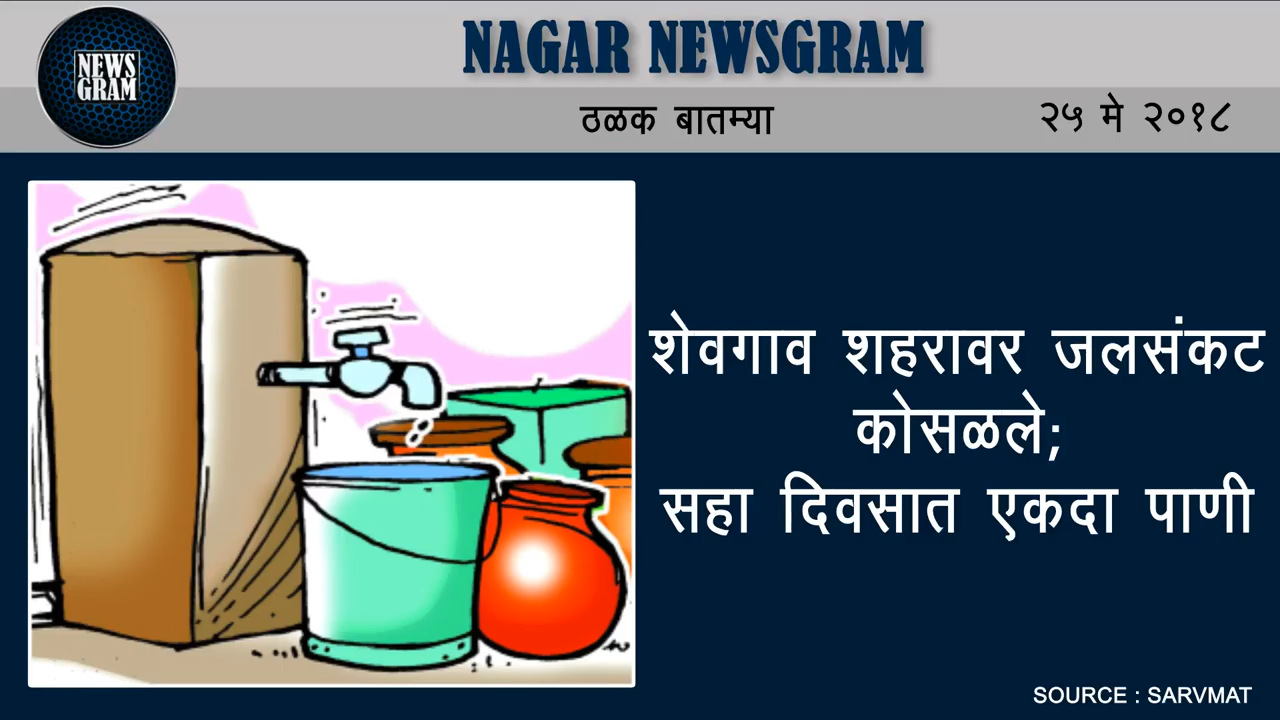 NEWS
GRAM
NAGAR NEWSGRAM
ठळक बातम्या
२५ मे २०१८
शेवगाव शहरावर जलसंकट
कोसळले;
सहा दिवसात एकदा पाणी
SOURCE : SARVMAT